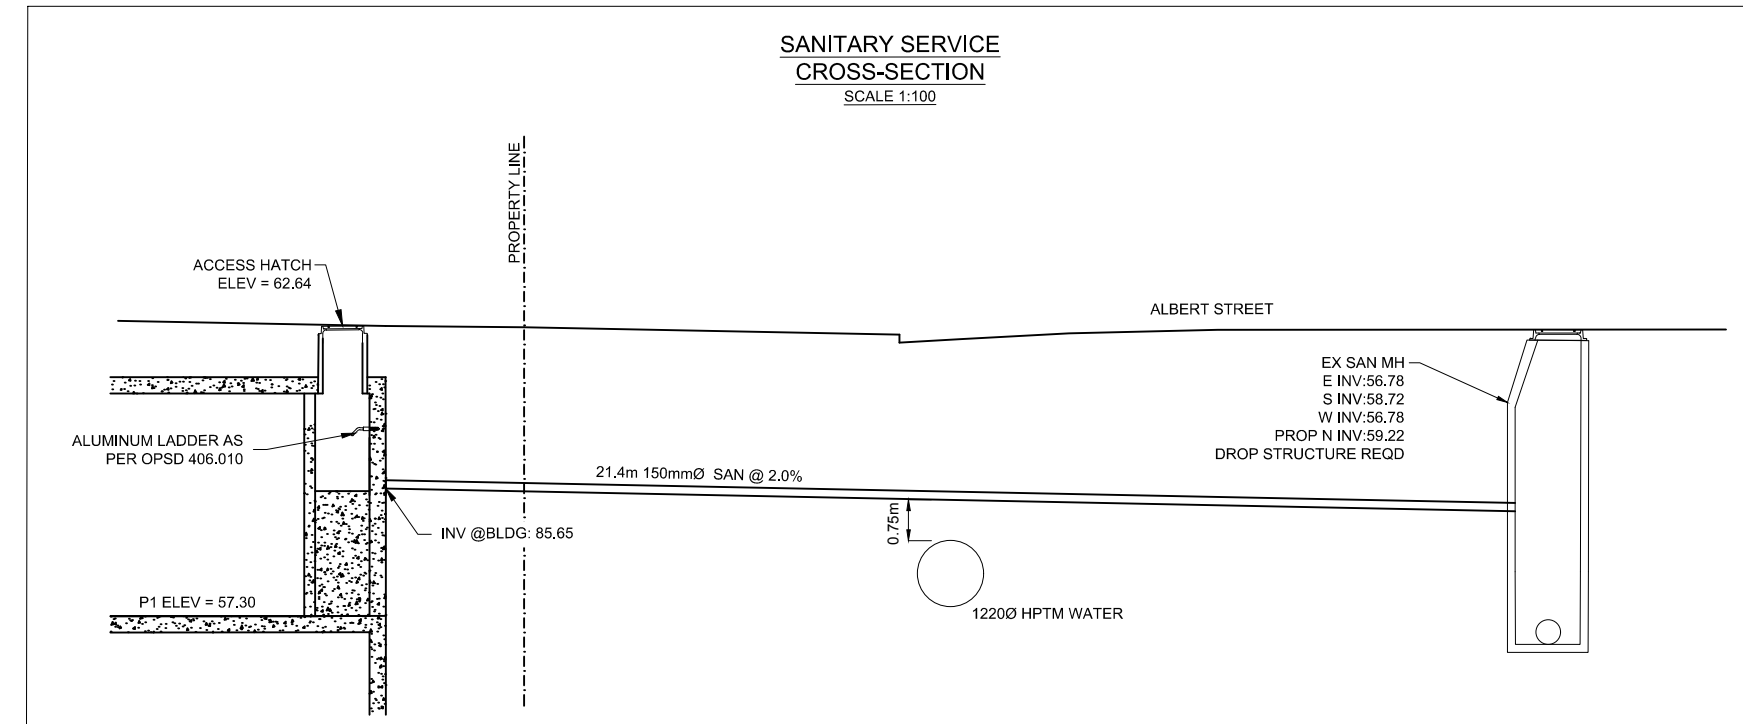 SANITARY SERVICE
CROSS-SECTION
SCALE 1:100
PROPERTY LINE
ACCESS HATCH
ELEV = 62.64
ALBERT STREET
EX SAN MH
E INV:56.78
S INV:58.72
W INV:56.78
PROP N INV:59.22
DROP STRUCTURE REQD
ALUMINUM LADDER AS
PER OPSD 406.010
21.4m 150mmØ SAN @ 2.0%
0.75m
INV @BLDG: 85.65
P1 ELEV = 57.30
1220Ø HPTM WATER